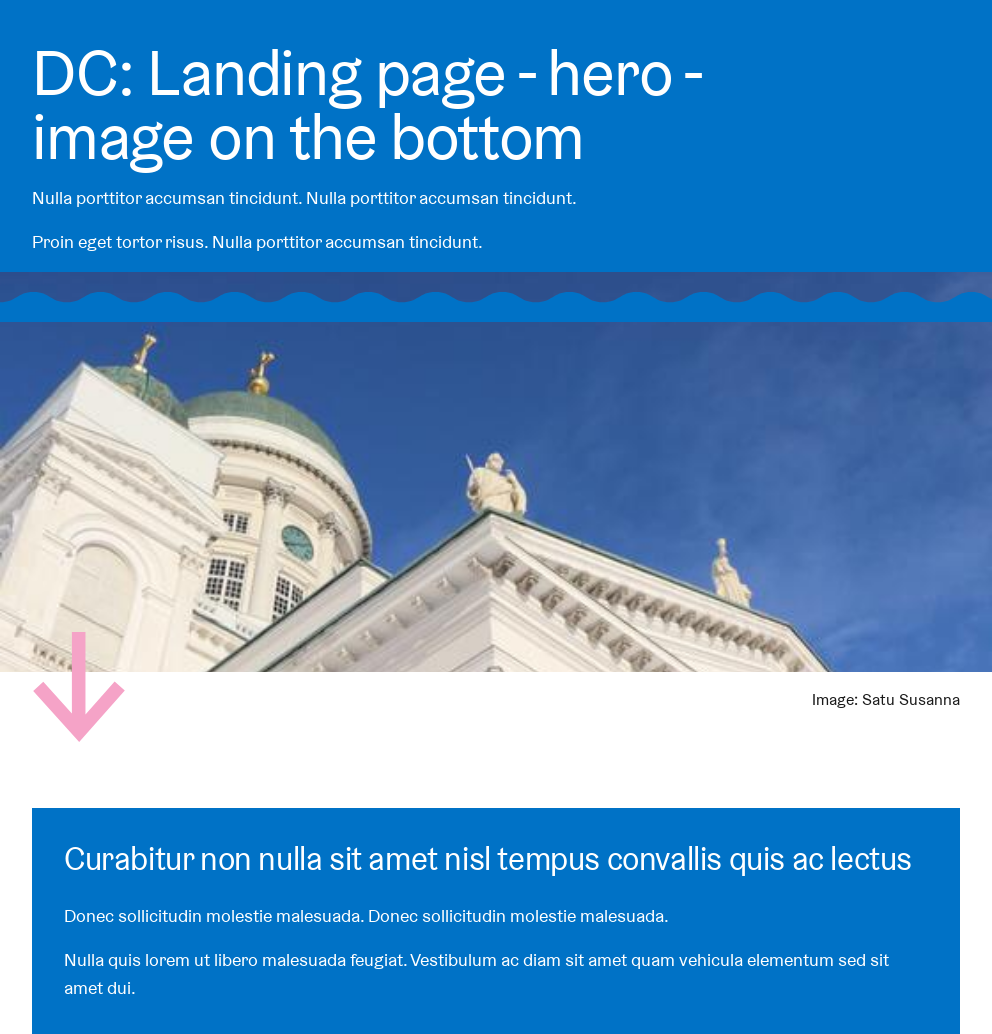 DC: Landing page - hero -
image on the bottom
Nulla porttitor accumsan tincidunt. Nulla porttitor accumsan tincidunt.
Proin eget tortor risus. Nulla porttitor accumsan tincidunt.
Image: Satu Susanna
Curabitur non nulla sit amet nisl tempus convallis quis ac lectus
Donec sollicitudin molestie malesuada. Donec sollicitudin molestie malesuada.
Nulla quis lorem ut libero malesuada feugiat. Vestibulum ac diam sit amet quam vehicula elementum sed sit
amet dui.